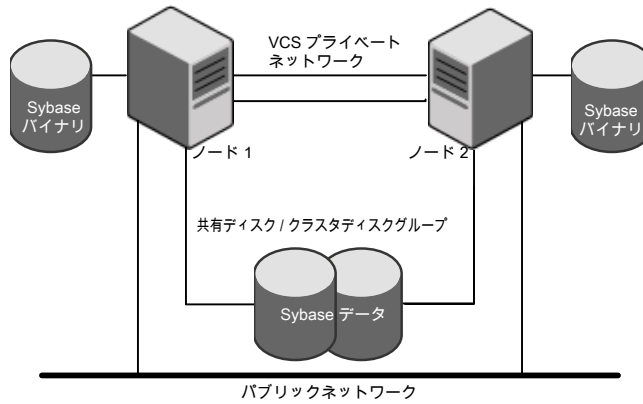 VCS プライベート
ネットワーク
Sybase
バイナリ
Sybase
バイナリ
ノード 1
ノード 2
共有ディスク / クラスタディスクグループ
Sybase データ
パブリックネットワーク